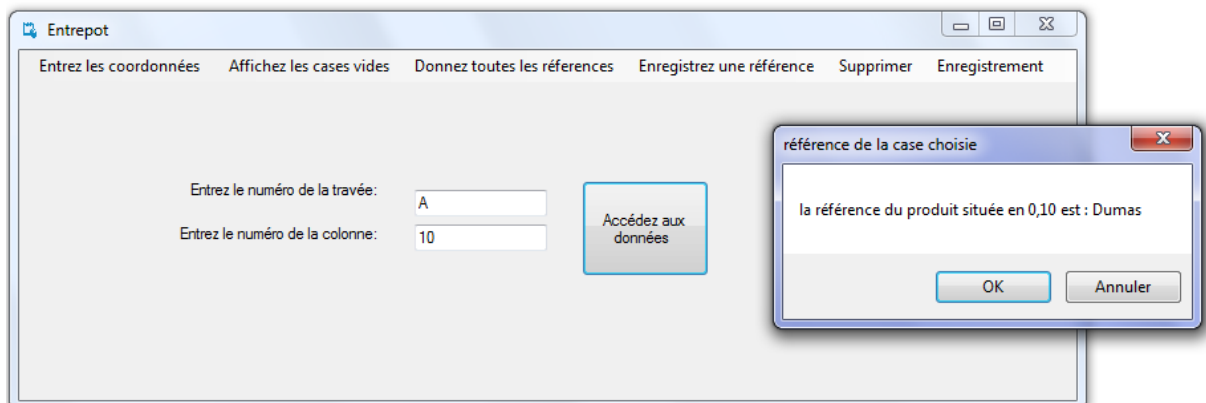 Entrepot
Entrez les coordonnées Affichez les cases vides Donnez toutes les réferences Enregistrez une référence Supprimer Enregistrement
référence de la case choisie
Entrez le numéro de la travée: A
Entrez le numéro de la colonne: 10
Accédez aux
données
la référence du produit située en 0,10 est : Dumas
OK Annuler